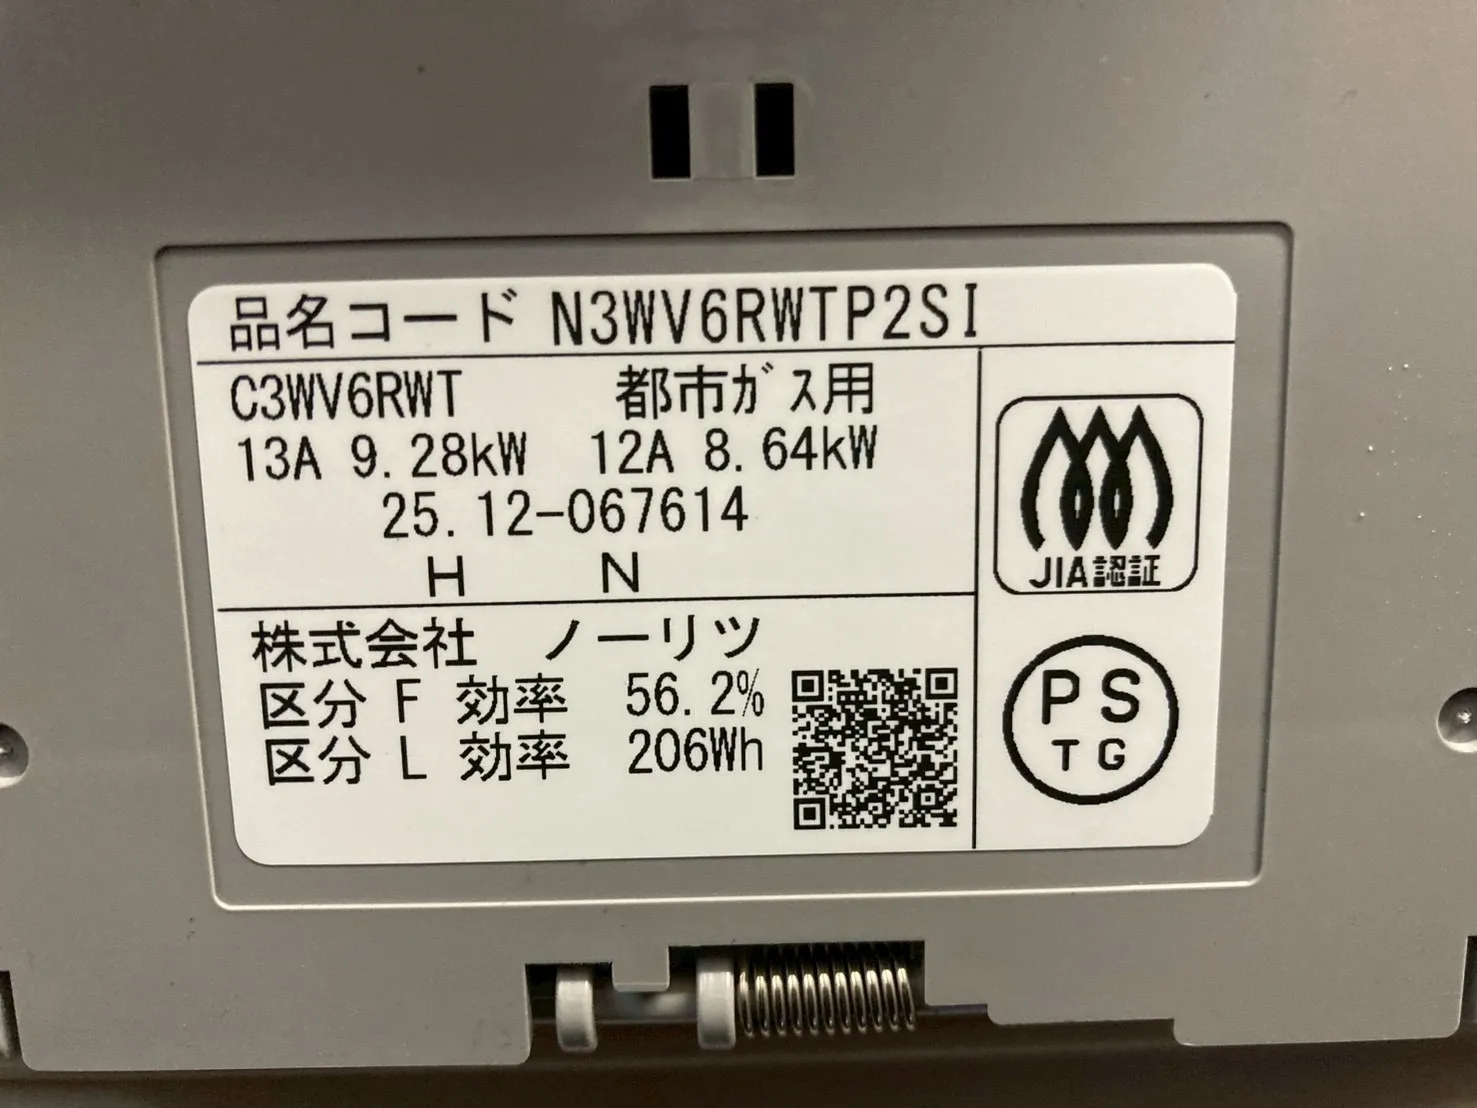 品名コード N3WV6RWTP2SI
C3WV6RWT 都市ガス用
13A 9.28kW 12A 8.64kW
25.12-067614
H N
JIA認証
株式会社 ノーリツ
区分 F 効率 56.2%
区分 L 効率 206Wh
PS
TG